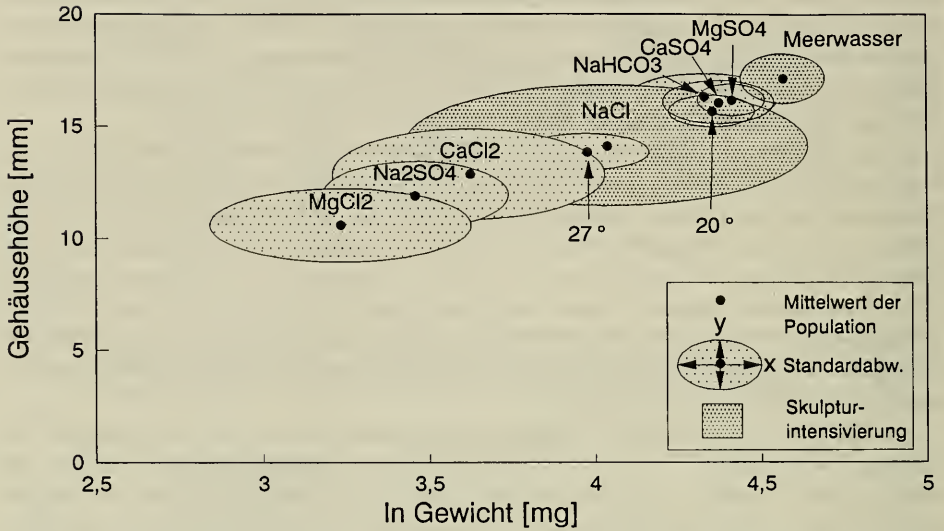 20
15
10
5
0
Gehäusehöhe [mm]
MgSO4
CaSO4
Meerwasser
NaHCO3
NaCl
CaCl2
Na2SO4
MgCl2
27 °
20 °
Mittelwert der
Population
y
x Standardabw.
Skulptur-
intensivierung
2,5
3
3,5
4
4,5
5
ln Gewicht [mg]